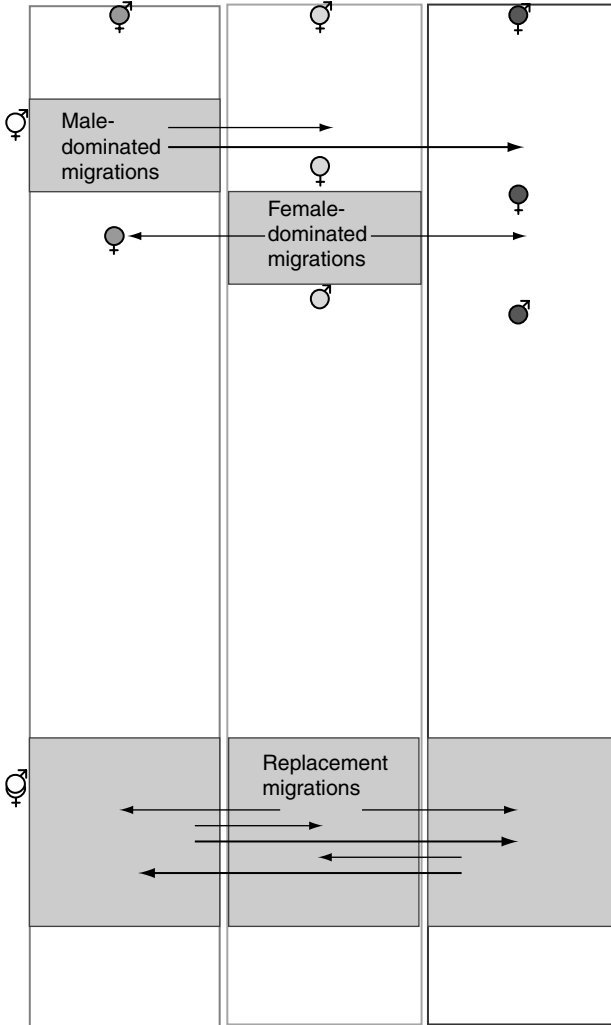 Male-
dominated
migrations
Female-
dominated
migrations
Replacement
migrations